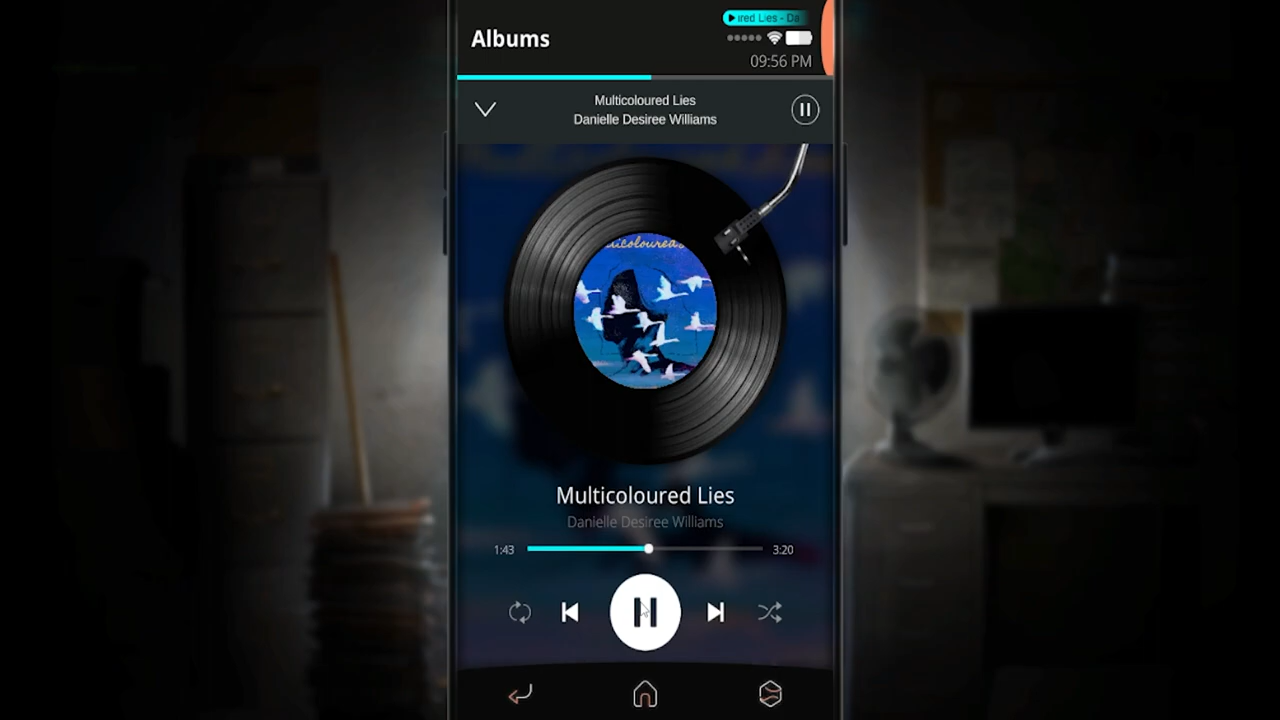 Albums
ired Lies - Da
09:56 PM
Multicoloured Lies
Danielle Desiree Williams
ticoloured
Multicoloured Lies
Danielle Desiree Williams
1:43
3:20